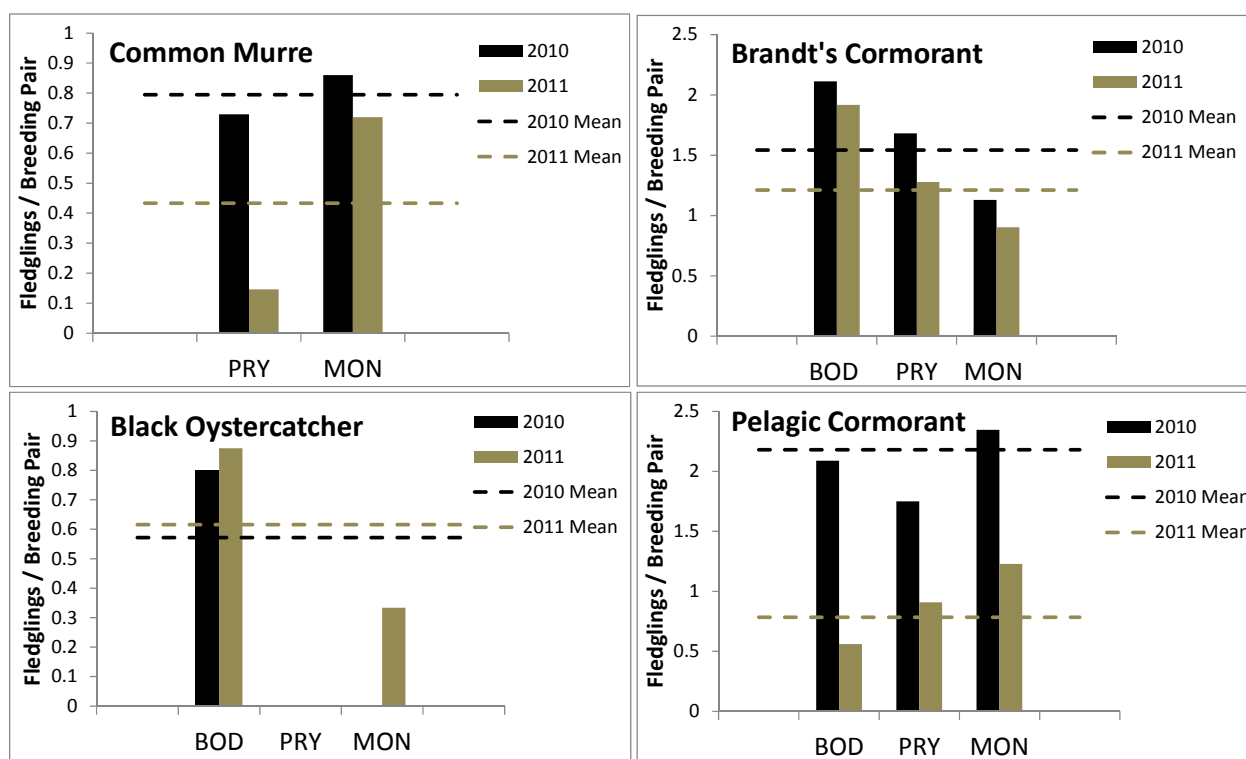 Common Murre
Fledglings / Breeding Pair
1
0.9
0.8
0.7
0.6
0.5
0.4
0.3
0.2
0.1
0
PRY MON
2010
2011
2010 Mean
2011 Mean
Brandt's Cormorant
Fledglings / Breeding Pair
2.5
2
1.5
1
0.5
0
BOD PRY MON
2010
2011
2010 Mean
2011 Mean
Black Oystercatcher
Fledglings / Breeding Pair
1
0.9
0.8
0.7
0.6
0.5
0.4
0.3
0.2
0.1
0
BOD PRY MON
2010
2011
2010 Mean
2011 Mean
Pelagic Cormorant
Fledglings / Breeding Pair
2.5
2
1.5
1
0.5
0
BOD PRY MON
2010
2011
2010 Mean
2011 Mean